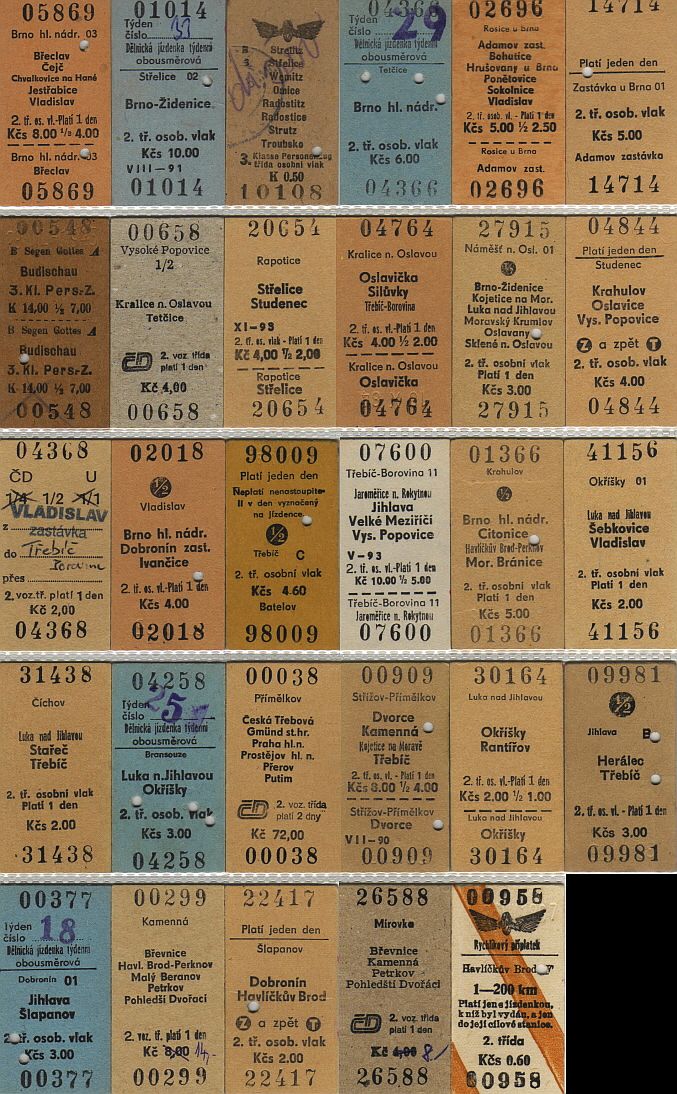 05869
Brno hl. nádr. 03
Břeclav
Čejč
Chvalkovice na Hané
Jestřabice
Vladislav
2. tř. os. vl.-Platí 1 den
Kčs 8.00 ½ 4.00
Brno hl. nádr. 03
Břeclav
05869
01014
Týden
číslo 33
Dělnická jízdenka týdenní
obousměrová
Střelice 02
Brno-Židenice
2. tř. osob. vlak
Kčs 10.00
VIII-91
01014
Strelitz
Střelice
Wemitz
Omice
Radostitz
Radostice
Strutz
Troubsko
3. Klasse Personenzug
třída osobní vlak
K 0.50
10108
04368
29
Týden
číslo
Dělnická jízdenka týdenní
obousměrová
Tetčice
Brno hl. nádr.
2. tř. osob. vlak
Kčs 6.00
04366
02696
Rosice u Brna
Adamov zast.
Bohutice
Hrušovany u Brna
Ponětovice
Sokolnice
Vladislav
2. tř. osob. vl. -Platí 1 den
Kčs 5.00 ½ 2.50
Rosice u Brna
Adamov zast.
02696
14714
Platí jeden den
Zastávka u Brna 01
2. tř. osob. vlak
Kčs 5.00
Adamov zastávka
14714
00548
B Segen Gottes A
Budischau
3. Kl. Pers-Z.
K 14,00 ½ 7,00
B Segen Gottes A
Budischau
3. Kl. Pers-Z.
K 14,00 ½ 7,00
00548
00658
Vysoké Popovice
1/2
Kralice n. Oslavou
Tetčice
ČD 2. voz. třída
platí 1 den
Kč 4,00
00658
20654
Rapotice
Střelice
Studenec
XI-93
2. tř. os. vlak - Platí 1 den
Kč 4,00 ½ 2,00
Rapotice
Střelice
20654
04764
Kralice n. Oslavou
Oslavička
Silůvky
Třebíč-Borovina
2. tř. os. vl.-Platí 1 den
Kčs 4.00 ½ 2.00
Kralice n. Oslavou
Oslavička
04764
27915
Náměšť n. Osl. 01
½
Brno-Židenice
Kojetice na Mor.
Luka nad Jihlavou
Moravský Krumlov
Oslavany
Sklené n. Oslavou
2. tř. osobní vlak
Platí 1 den
Kčs 3.00
27915
04844
Platí jeden den
Studenec
Krahulov
Oslavice
Vys. Popovice
Z a zpět T
2. tř. osob. vlak
Kčs 4.00
04844
04368
ČD U
1/4 1/2 1/1
VLADISLAV
z zastávka
do Třebíč
přes Borovina
2. voz. tř. platí 1 den
Kč 2,00
04368
02018
½
Vladislav
Brno hl. nádr.
Dobronín zast.
Ivančice
2. tř. os. vl.-Platí 1 den
Kčs 4.00
02018
98009
Platí jeden den
Neplatí nenastoupíte-
li v den vyznačený
na jízdence.
½
Třebíč C
2. tř. osobní vlak
Kčs 4.60
Batelov
98009
07600
Třebíč-Borovina 11
Jaroměřice n. Rokytnou
Jihlava
Velké Meziříčí
Vys. Popovice
V-93
2. tř. os. vl.-Platí 1 den
Kč 10.00 ½ 5.00
Třebíč-Borovina 11
Jaroměřice n. Rokytnou
07600
01366
Krahulov
½
Brno hl. nádr.
Citonice
Havlíčkův Brod-Perknov
Mor. Bránice
2. tř. osobní vlak
Platí 1 den
Kčs 5.00
01366
41156
Okříšky 01
Luka nad Jihlavou
Šebkovice
Vladislav
2. tř. osobní vlak
Platí 1 den
Kčs 2.00
41156
31438
Číchov
Luka nad Jihlavou
Stařeč
Třebíč
2. tř. osobní vlak
Platí 1 den
Kčs 2.00
31438
04258
Týden
číslo 25
Dělnická jízdenka týdenní
obousměrová
Bransouze
Luka n.Jihlavou
Okříšky
2. tř. osob. vlak
Kčs 3.00
04258
00038
Přímělkov
Česká Třebová
Gmünd st.hr.
Praha hl.n.
Prostějov hl. n.
Přerov
Putim
ČD 2. voz. třída
platí 2 dny
Kč 72,00
00038
00909
Střížov-Přímělkov
Dvorce
Kamenná
Kojetice na Moravě
Třebíč
2. tř. os. vl. - Platí 1 den
Kčs 8.00 ½ 4.00
Střížov-Přímělkov
Dvorce
VII-90
00909
30164
Luka nad Jihlavou
Okříšky
Rantířov
2. tř. os. vl. - Platí 1 den
Kčs 2,00 ½ 1.00
Luka nad Jihlavou
Okříšky
30164
09981
½
Jihlava B
Herálec
Třebíč
2. tř. os. vl. - Platí 1 den
Kčs 3.00
09981
00377
Týden
číslo 18
Dělnická jízdenka týdenní
obousměrová
Dobronín 01
Jihlava
Šlapanov
2. tř. osob. vlak
Kčs 3.00
00377
00299
Kamenná
Břevnice
Havl. Brod-Perknov
Malý Beranov
Petrkov
Pohledští Dvořáci
2. voz. tř. platí 1 den
Kč 8,00 14,-
00299
22417
Platí jeden den
Šlapanov
Dobronín
Havlíčkův Brod
Z a zpět T
2. tř. osob. vlak
Kčs 2.00
22417
26588
Mírovka
Břevnice
Kamenná
Petrkov
Pohledští Dvořáci
ČD 2. voz. třída
platí 1 den
Kč 4,00 8/
26588
00958
Rychlíkový příplatek
Havlíčkův Brod F
1—200 km
Platí jen s jízdenkou,
k níž byl vydán, a jen
do její cílové stanice.
2. třída
Kčs 0.60
00958